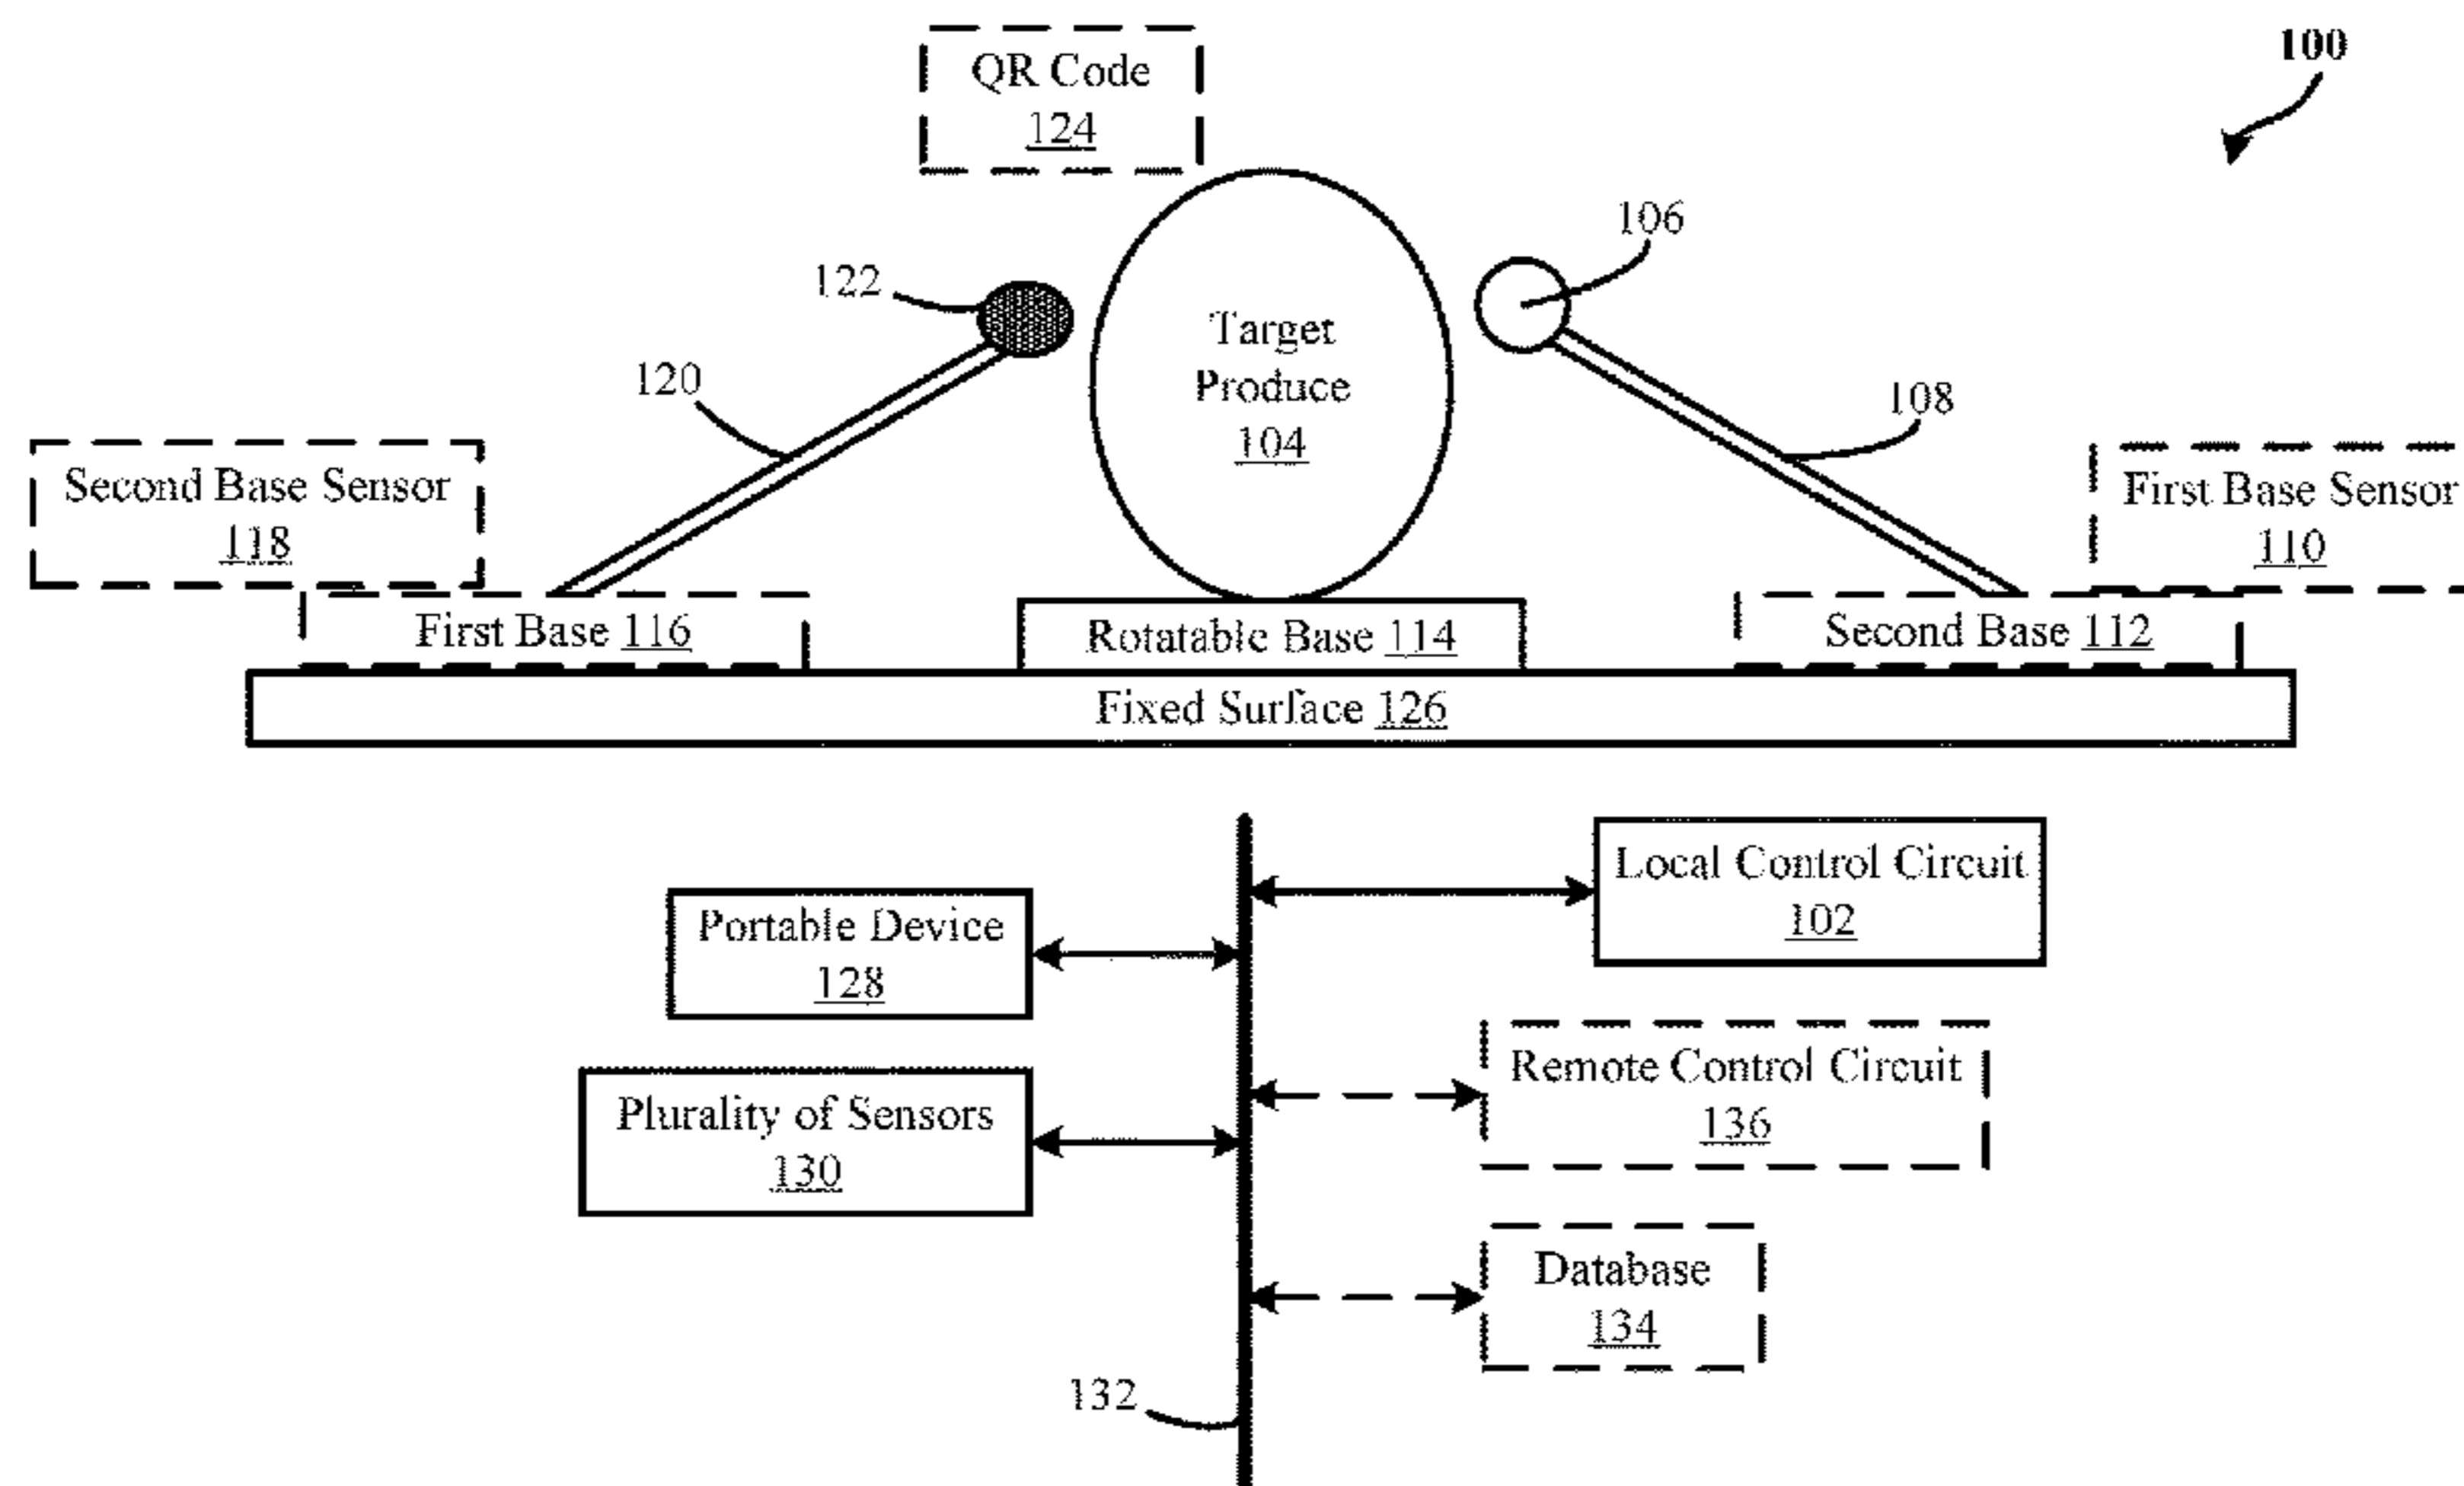 100
QR Code
124
106
122
Target
Produce
104
120
108
Second Base Sensor
118
First Base Sensor
110
First Base 116
Rotatable Base 114
Second Base 112
Fixed Surface 126
Local Control Circuit
102
Portable Device
128
Remote Control Circuit
136
Plurality of Sensors
130
Database
134
132